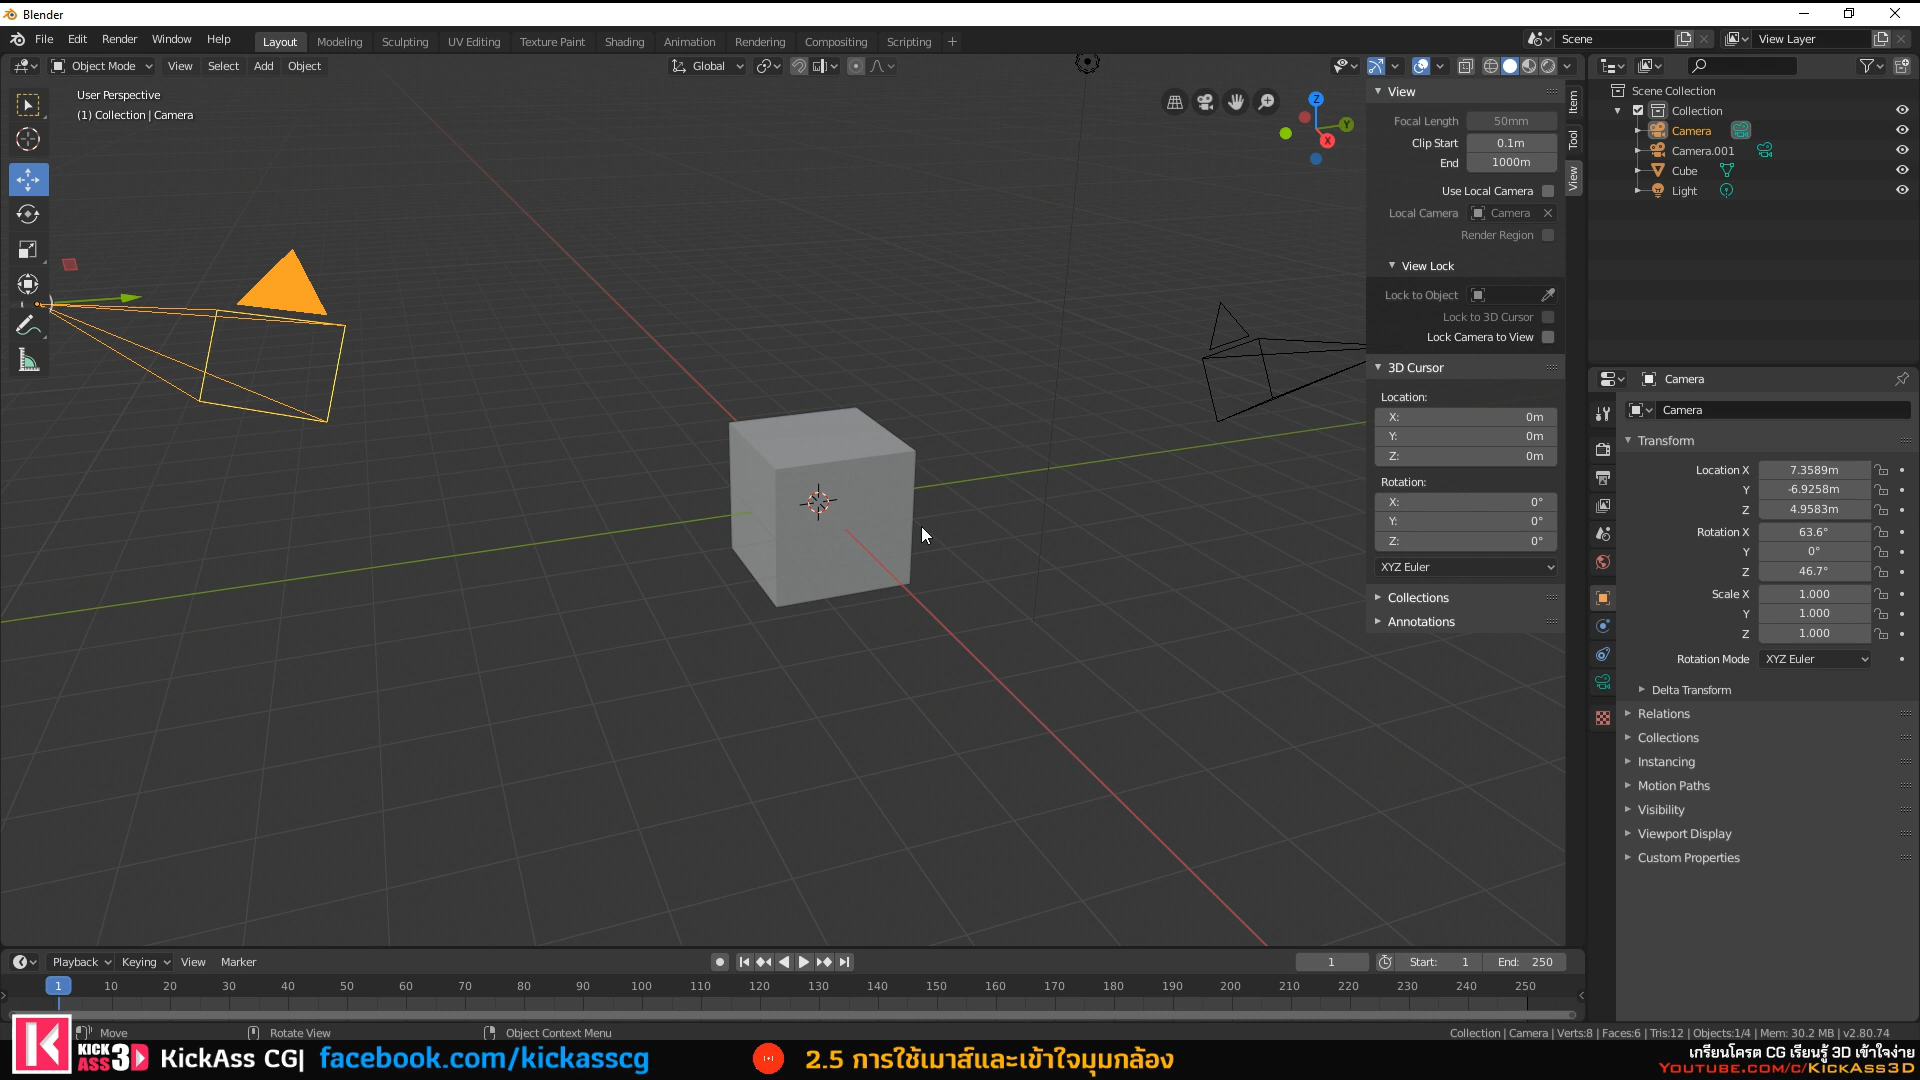 Blender
File Edit Render Window Help
Layout Modeling Sculpting UV Editing Texture Paint Shading Animation Rendering Compositing Scripting +
Scene
View Layer
Object Mode View Select Add Object
Global
User Perspective
(1) Collection | Camera
Z
Y
X
View
Focal Length 50mm
Clip Start 0.1m
End 1000m
Use Local Camera
Local Camera Camera
Render Region
View Lock
Lock to Object
Lock to 3D Cursor
Lock Camera to View
3D Cursor
Location:
X: 0m
Y: 0m
Z: 0m
Rotation:
X: 0°
Y: 0°
Z: 0°
XYZ Euler
Collections
Annotations
Item
Tool
View
Scene Collection
Collection
Camera
Camera.001
Cube
Light
Camera
Camera
Transform
Location X 7.3589m
Y -6.9258m
Z 4.9583m
Rotation X 63.6°
Y 0°
Z 46.7°
Scale X 1.000
Y 1.000
Z 1.000
Rotation Mode XYZ Euler
Delta Transform
Relations
Collections
Instancing
Motion Paths
Visibility
Viewport Display
Custom Properties
Playback Keying View Marker
1 Start: 1 End: 250
1 10 20 30 40 50 60 70 80 90 100 110 120 130 140 150 160 170 180 190 200 210 220 230 240 250
Move Rotate View Object Context Menu
Collection | Camera | Verts:8 | Faces:6 | Tris:12 | Objects:1/4 | Mem: 30.2 MB | v2.80.74
K KICK ASS3D KickAss CG| facebook.com/kickasscg
2.5 การใช้เมาส์และเข้าใจมุมกล้อง
เกรียนโครต CG เรียนรู้ 3D เข้าใจง่าย
YOUTUBE.COM/C/KICKASS3D